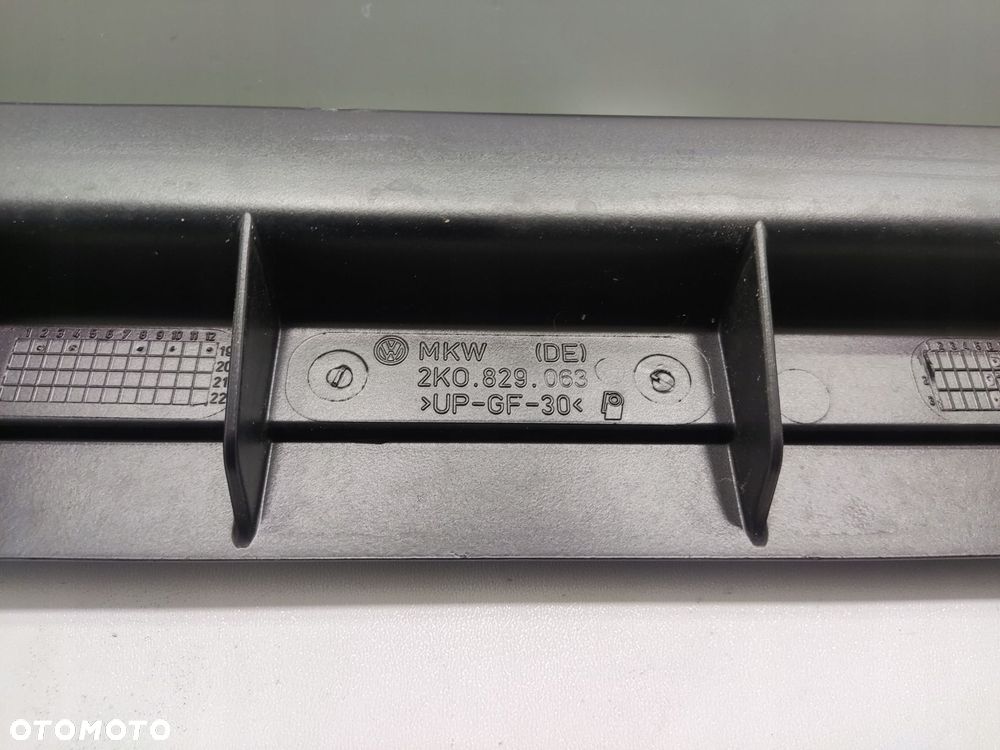 1 2 3 4 5 6 7 8 9 10 11 12
19
20
21
22
MKW (DE)
2K0.829.063
>UP-GF-30<
OTOMOTO